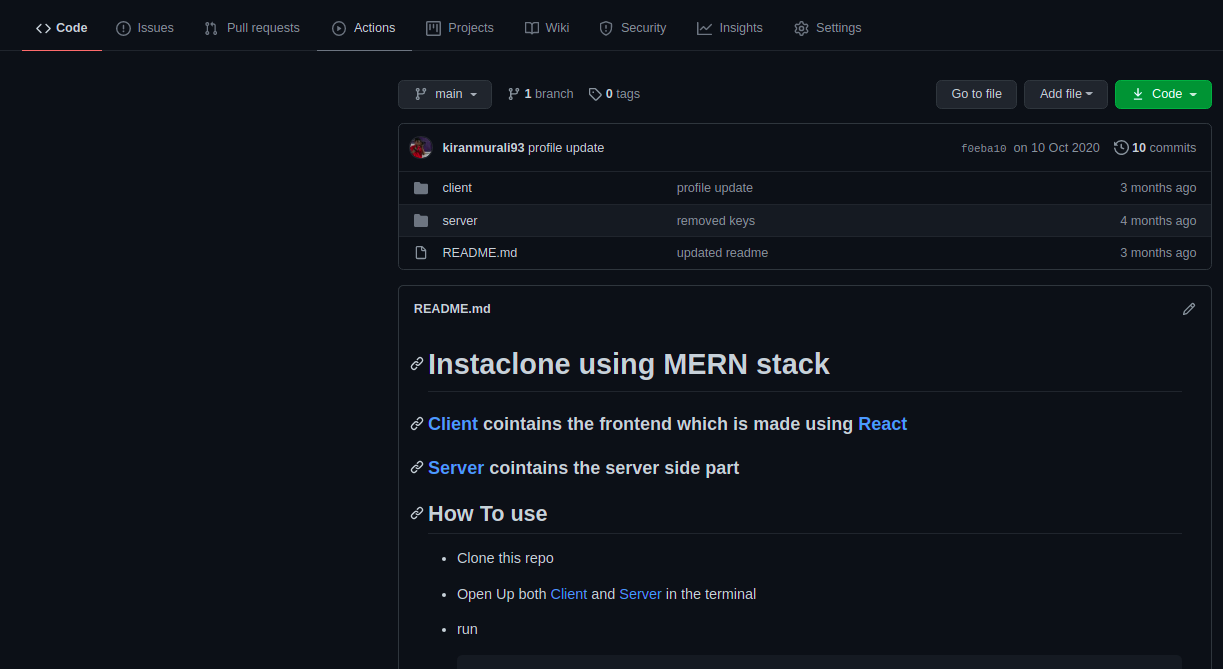 Code Issues Pull requests Actions Projects Wiki Security Insights Settings
main 1 branch 0 tags Go to file Add file Code
kiranmurali93 profile update f0eba10 on 10 Oct 2020 10 commits
client profile update 3 months ago
server removed keys 4 months ago
README.md updated readme 3 months ago
README.md
Instaclone using MERN stack
Client cointains the frontend which is made using React
Server cointains the server side part
How To use
• Clone this repo
• Open Up both Client and Server in the terminal
• run